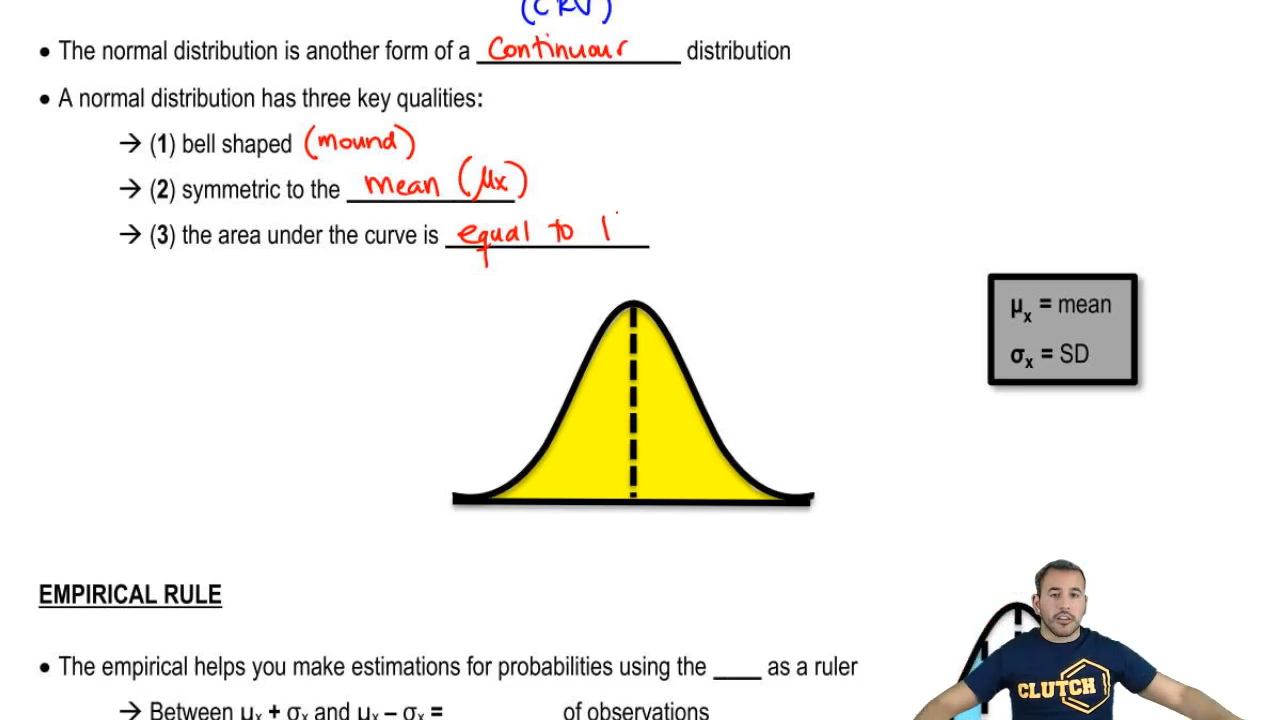 (CRV)
• The normal distribution is another form of a Continuour distribution
• A normal distribution has three key qualities:
→ (1) bell shaped (mound)
→ (2) symmetric to the mean (μx)
→ (3) the area under the curve is equal to 1
μx = mean
σx = SD
EMPIRICAL RULE
• The empirical helps you make estimations for probabilities using the ____ as a ruler
→ Between μx + σx and μx – σx = ________ of observations
CLUTCH